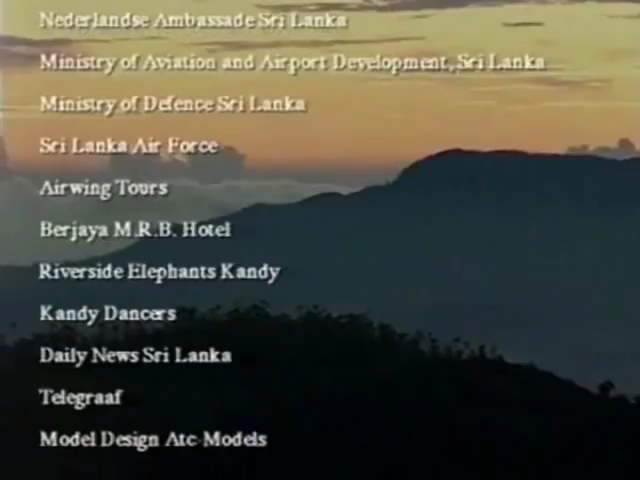 Nederlandse Ambassade Sri Lanka
Ministry of Aviation and Airport Development, Sri Lanka
Ministry of Defence Sri Lanka
Sri Lanka Air Force
Airwing Tours
Berjaya M.R.B. Hotel
Riverside Elephants Kandy
Kandy Dancers
Daily News Sri Lanka
Telegraaf
Model Design Atc-Models